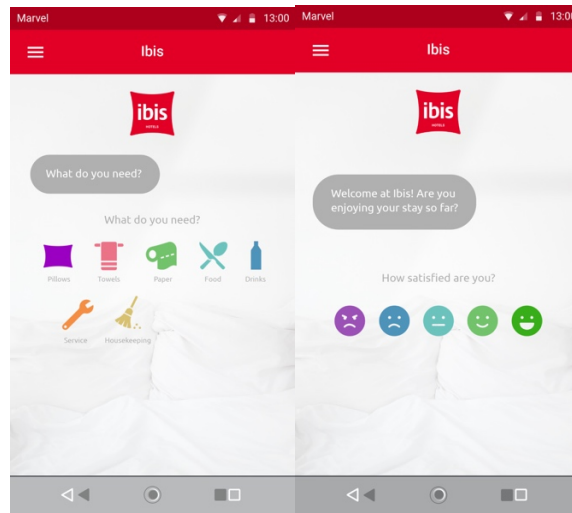 Marvel 13:00
Ibis
ibis
HOTELS
What do you need?
What do you need?
Pillows Towels Paper Food Drinks
Service Housekeeping
Marvel 13:00
Ibis
ibis
HOTELS
Welcome at Ibis! Are you
enjoying your stay so far?
How satisfied are you?